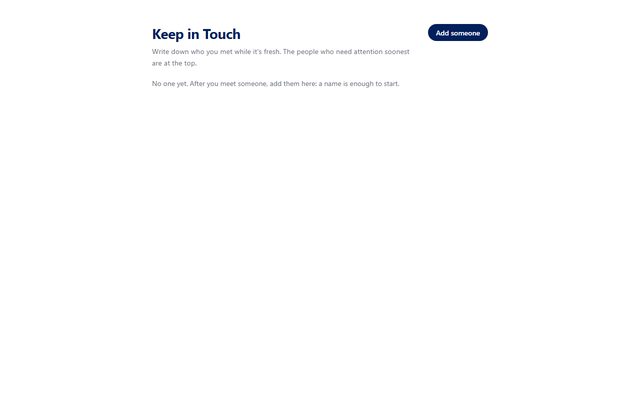 Keep in Touch
Add someone
Write down who you met while it's fresh. The people who need attention soonest
are at the top.
No one yet. After you meet someone, add them here; a name is enough to start.